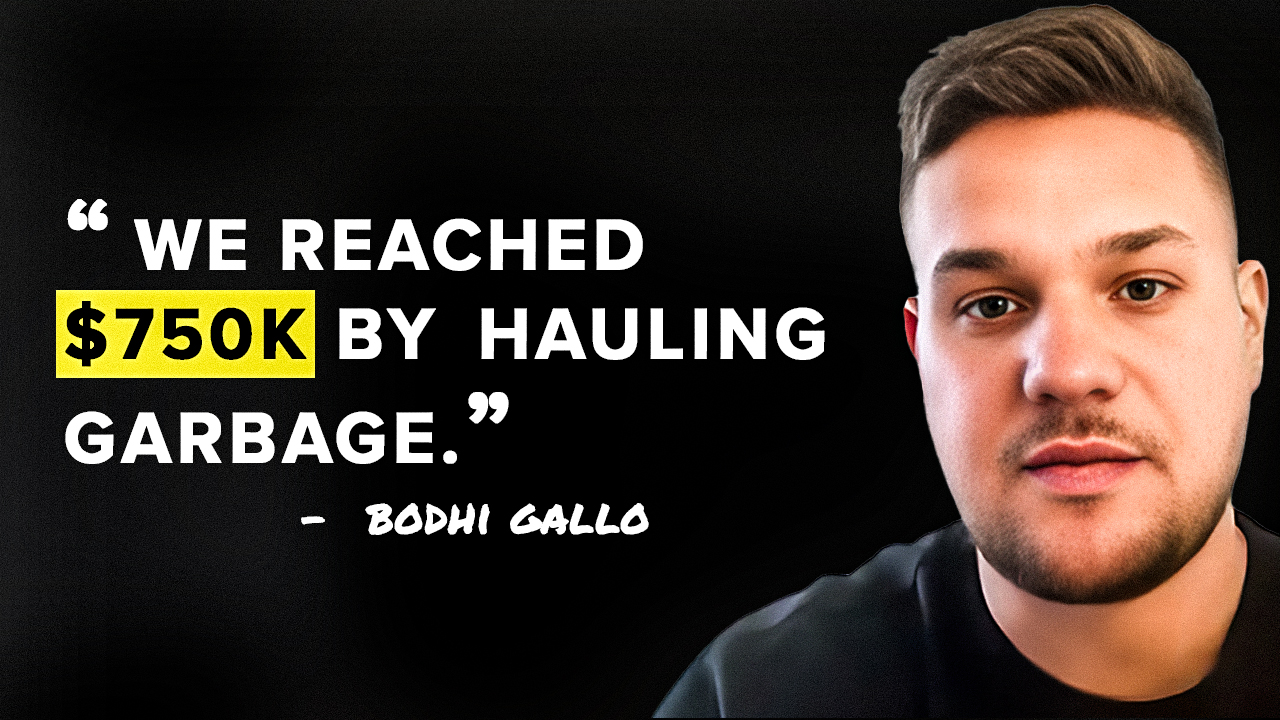 “ WE REACHED
$750K BY HAULING
GARBAGE.”
- BODHI GALLO